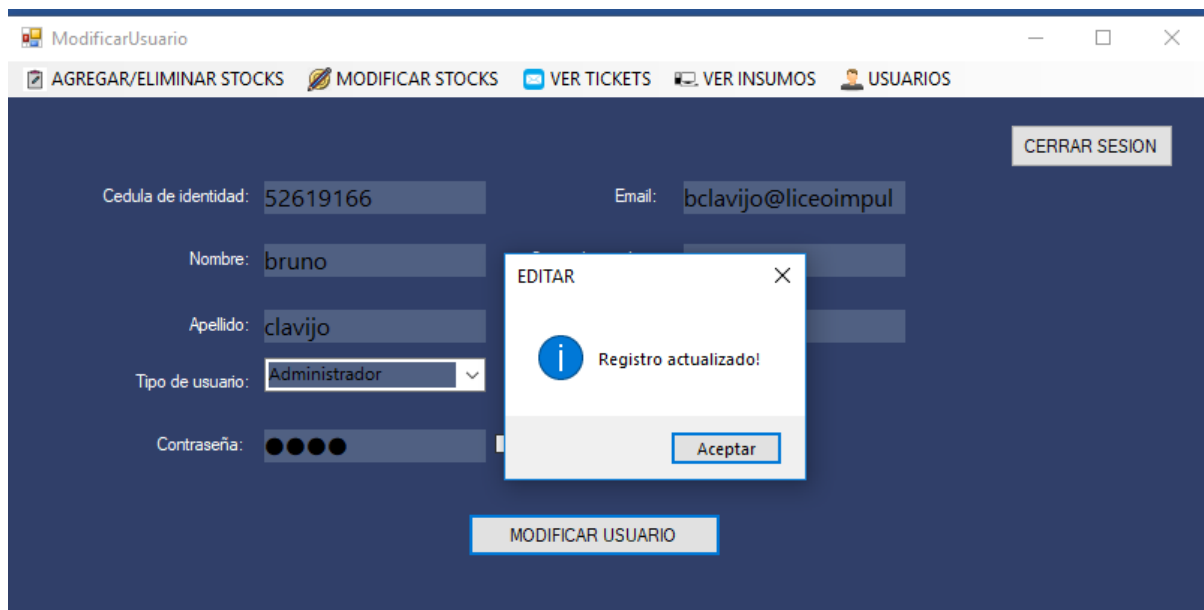 ModificarUsuario
AGREGAR/ELIMINAR STOCKS MODIFICAR STOCKS VER TICKETS VER INSUMOS USUARIOS
CERRAR SESION
Cedula de identidad: 52619166 Email: bclavijo@liceoimpul
Nombre: bruno
EDITAR
Apellido: clavijo
Registro actualizado!
Tipo de usuario: Administrador
Contraseña: ●●●●
Aceptar
MODIFICAR USUARIO